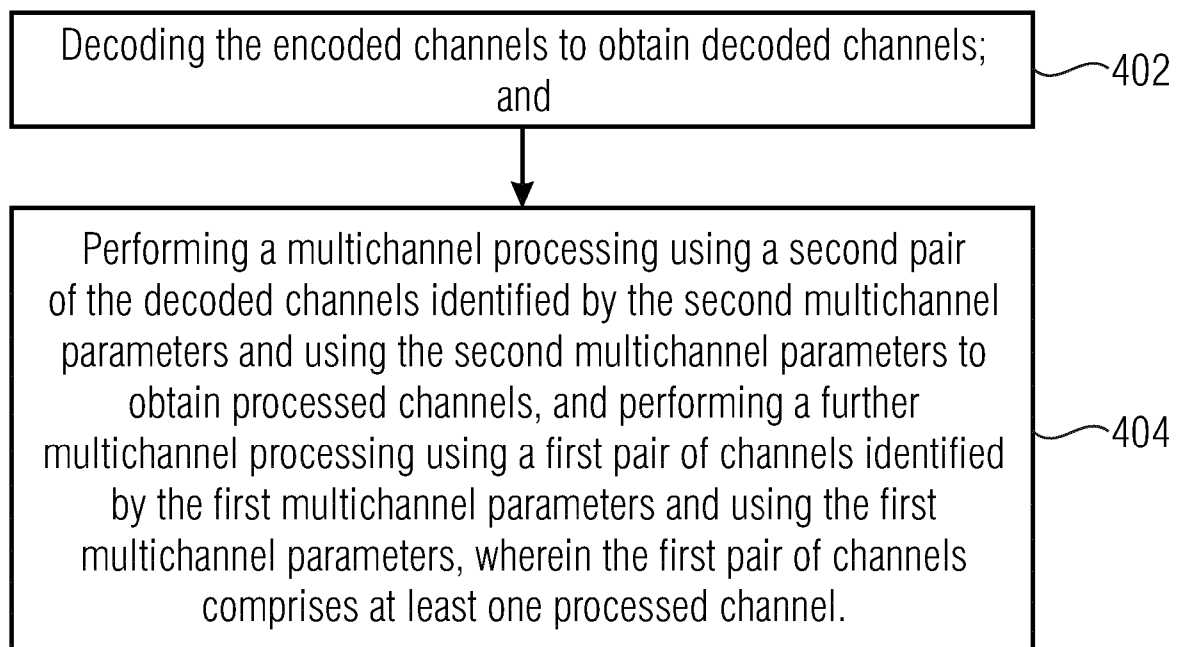 Decoding the encoded channels to obtain decoded channels;
and
402
Performing a multichannel processing using a second pair
of the decoded channels identified by the second multichannel
parameters and using the second multichannel parameters to
obtain processed channels, and performing a further
multichannel processing using a first pair of channels identified
by the first multichannel parameters and using the first
multichannel parameters, wherein the first pair of channels
comprises at least one processed channel.
404